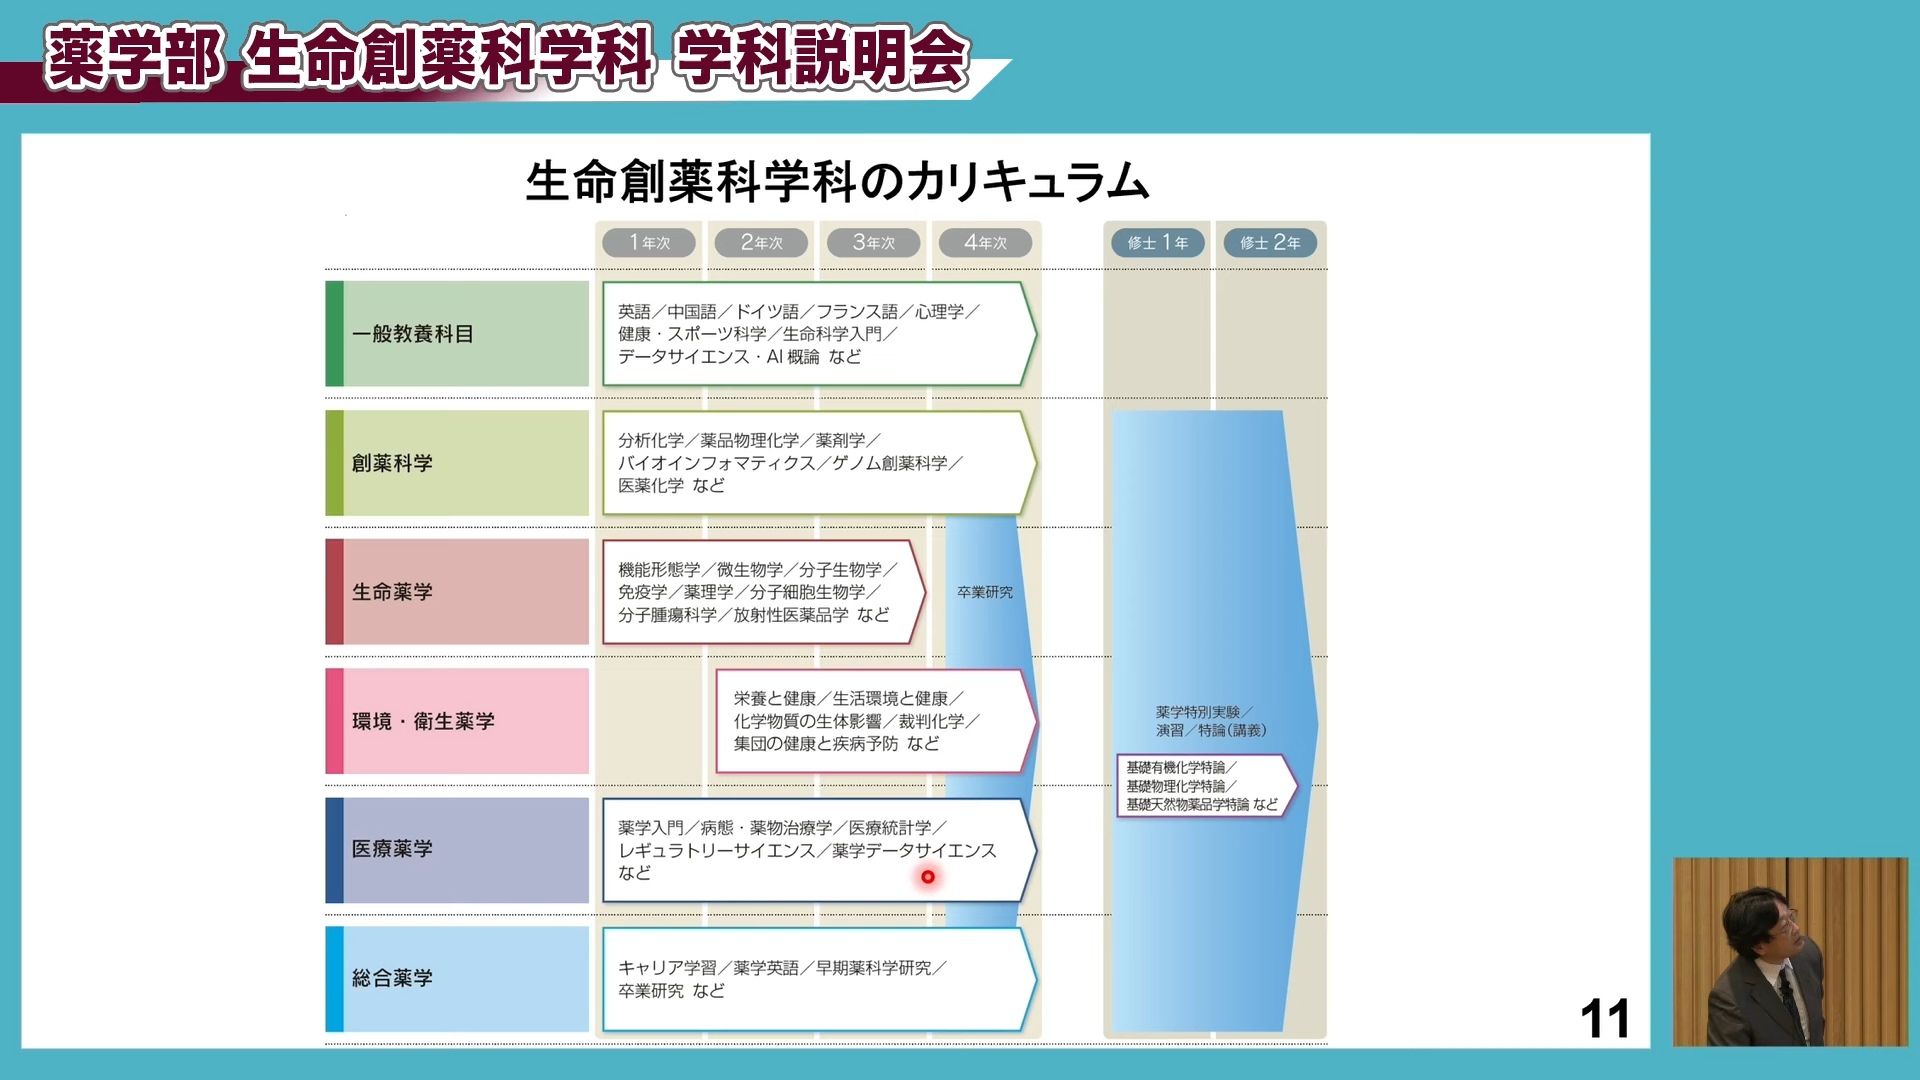 薬学部 生命創薬科学科 学科説明会
生命創薬科学科のカリキュラム
1年次 2年次 3年次 4年次 修士1年 修士2年
一般教養科目
英語／中国語／ドイツ語／フランス語／心理学／
健康・スポーツ科学／生命科学入門／
データサイエンス・AI概論 など
創薬科学
分析化学／薬品物理化学／薬剤学／
バイオインフォマティクス／ゲノム創薬科学／
医薬化学 など
生命薬学
機能形態学／微生物学／分子生物学／
免疫学／薬理学／分子細胞生物学／
分子腫瘍科学／放射性医薬品学 など
卒業研究
環境・衛生薬学
栄養と健康／生活環境と健康／
化学物質の生体影響／裁判化学／
集団の健康と疾病予防 など
薬学特別実験／
演習／特論(講義)
基礎有機化学特論／
基礎物理化学特論／
基礎天然物薬品学特論 など
医療薬学
薬学入門／病態・薬物治療学／医療統計学／
レギュラトリーサイエンス／薬学データサイエンス
など
総合薬学
キャリア学習／薬学英語／早期薬科学研究／
卒業研究 など
11